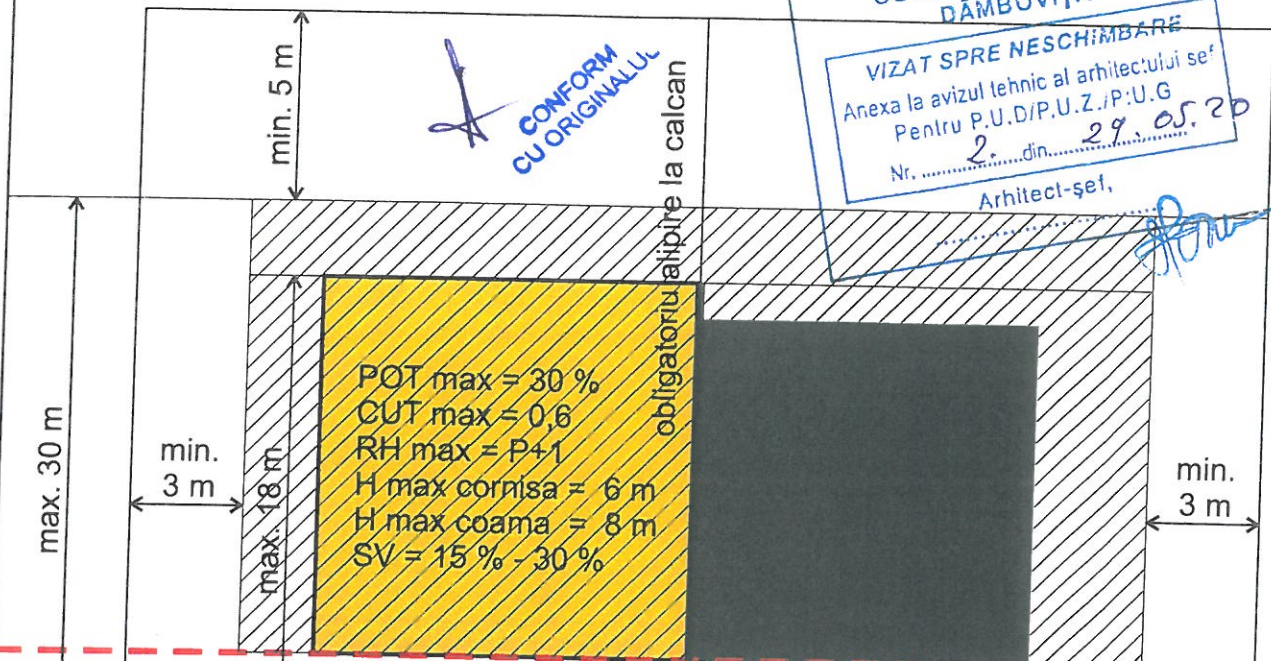 DÂMBOVIȚA
VIZAT SPRE NESCHIMBARE
Anexa la avizul tehnic al arhitectului sef
Pentru P.U.D/P.U.Z./P.U.G
Nr. ........2.......din......29.05.20
Arhitect-șef,
CONFORM
CU ORIGINALUL
min. 5 m
obligatoriu alipire la calcan
max. 30 m
min.
3 m
max. 18 m
POT max = 30 %
CUT max = 0,6
RH max = P+1
H max cornisa = 6 m
H max coama = 8 m
SV = 15 % - 30 %
min.
3 m